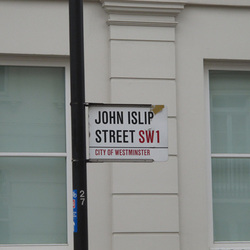 JOHN ISLIP
STREET SW1
CITY OF WESTMINSTER
27